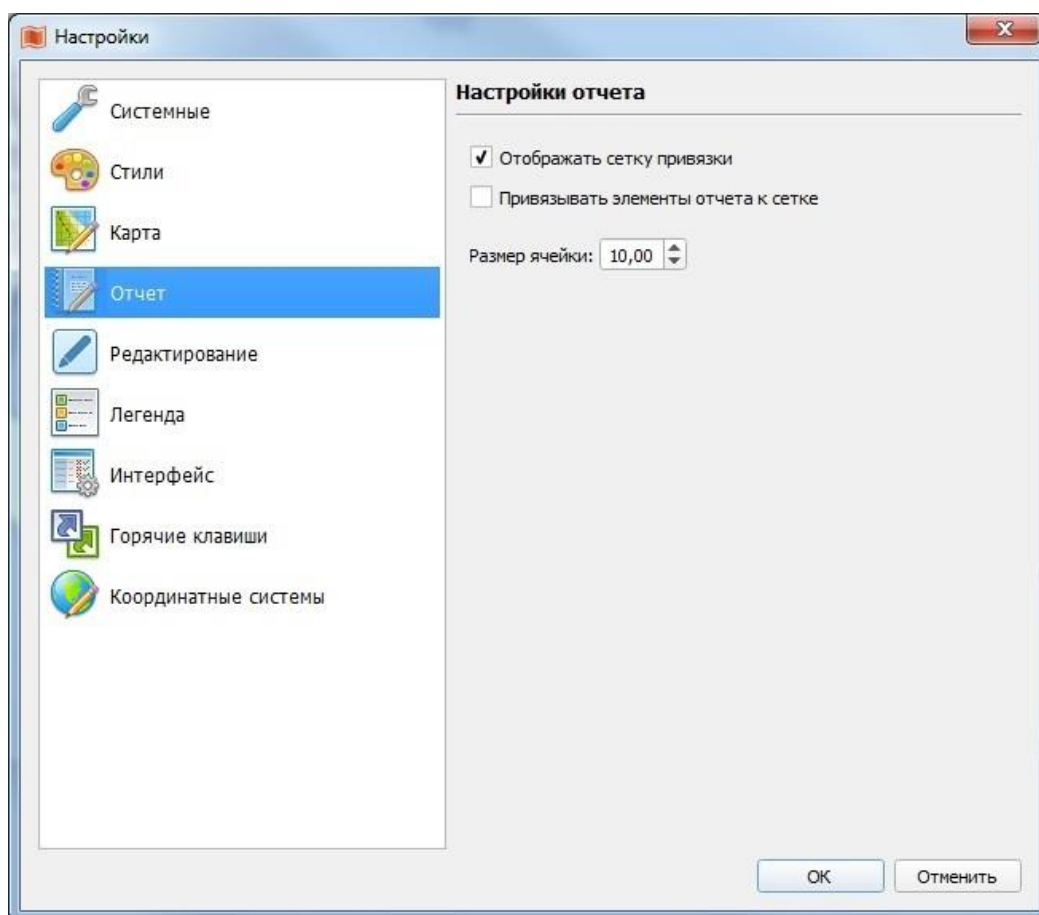 Настройки
Системные
Стили
Карта
Отчет
Редактирование
Легенда
Интерфейс
Горячие клавиши
Координатные системы
Настройки отчета
Отображать сетку привязки
Привязывать элементы отчета к сетке
Размер ячейки: 10,00
ОК
Отменить